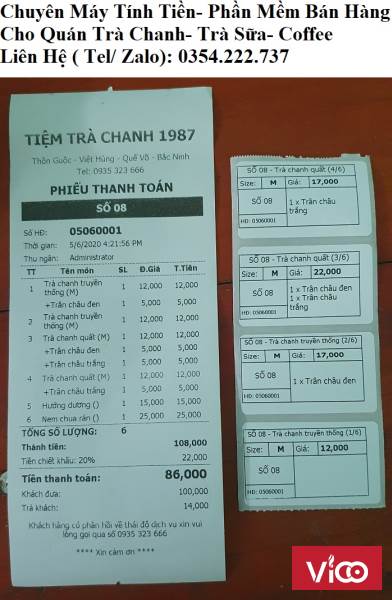 Chuyên Máy Tính Tiền- Phần Mềm Bán Hàng
Cho Quán Trà Chanh- Trà Sữa- Coffee
Liên Hệ ( Tel/ Zalo): 0354.222.737
TIỆM TRÀ CHANH 1987
Thôn Guốc - Việt Hùng - Quế Võ - Bắc Ninh
Tel: 0935 323 666
PHIẾU THANH TOÁN
SỐ 08
Số HĐ: 05060001
Thời gian: 5/6/2020 4:21:56 PM
Thu ngân: Administrator
TT Tên món SL Đ.Giá T.Tiền
1 Trà chanh truyền thống (M) 1 12,000 12,000
+Trân châu đen 1 5,000 5,000
2 Trà chanh truyền thống (M) 1 12,000 12,000
3 Trà chanh quất (M) 1 12,000 12,000
+Trân châu đen 1 5,000 5,000
+Trân châu trắng 1 5,000 5,000
4 Trà chanh quất (M) 1 12,000 12,000
+Trân châu trắng 1 5,000 5,000
5 Hướng dương () 1 15,000 15,000
6 Nem chua rán () 1 25,000 25,000
TỔNG SỐ LƯỢNG: 6
Thành tiền: 108,000
Tiền chiết khấu: 20% 22,000
Tiền thanh toán: 86,000
Khách đưa: 100,000
Trả khách: 14,000
Khách hàng có phản hồi về thái độ dịch vụ xin vui
lòng gọi qua số 0935 323 666
**** Xin cảm ơn ****
SỐ 08 - Trà chanh quất (4/6)
Size: M Giá: 17,000
SỐ 08
1 x Trân châu
trắng
HĐ: 05060001
SỐ 08 - Trà chanh quất (3/6)
Size: M Giá: 22,000
SỐ 08
1 x Trân châu đen
1 x Trân châu
trắng
HĐ: 05060001
SỐ 08 - Trà chanh truyền thống (2/6)
Size: M Giá: 17,000
SỐ 08
1 x Trân châu đen
HĐ: 05060001
SỐ 08 - Trà chanh truyền thống (1/6)
Size: M Giá: 12,000
SỐ 08
HĐ: 05060001
Vioo